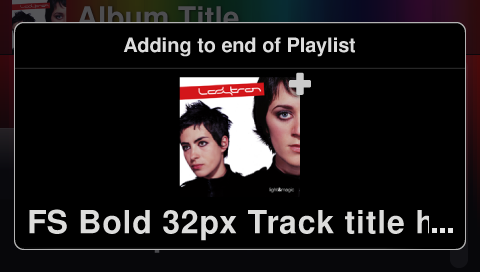 Album Title
Adding to end of Playlist
Ladytron
light&magic
FS Bold 32px Track title h...